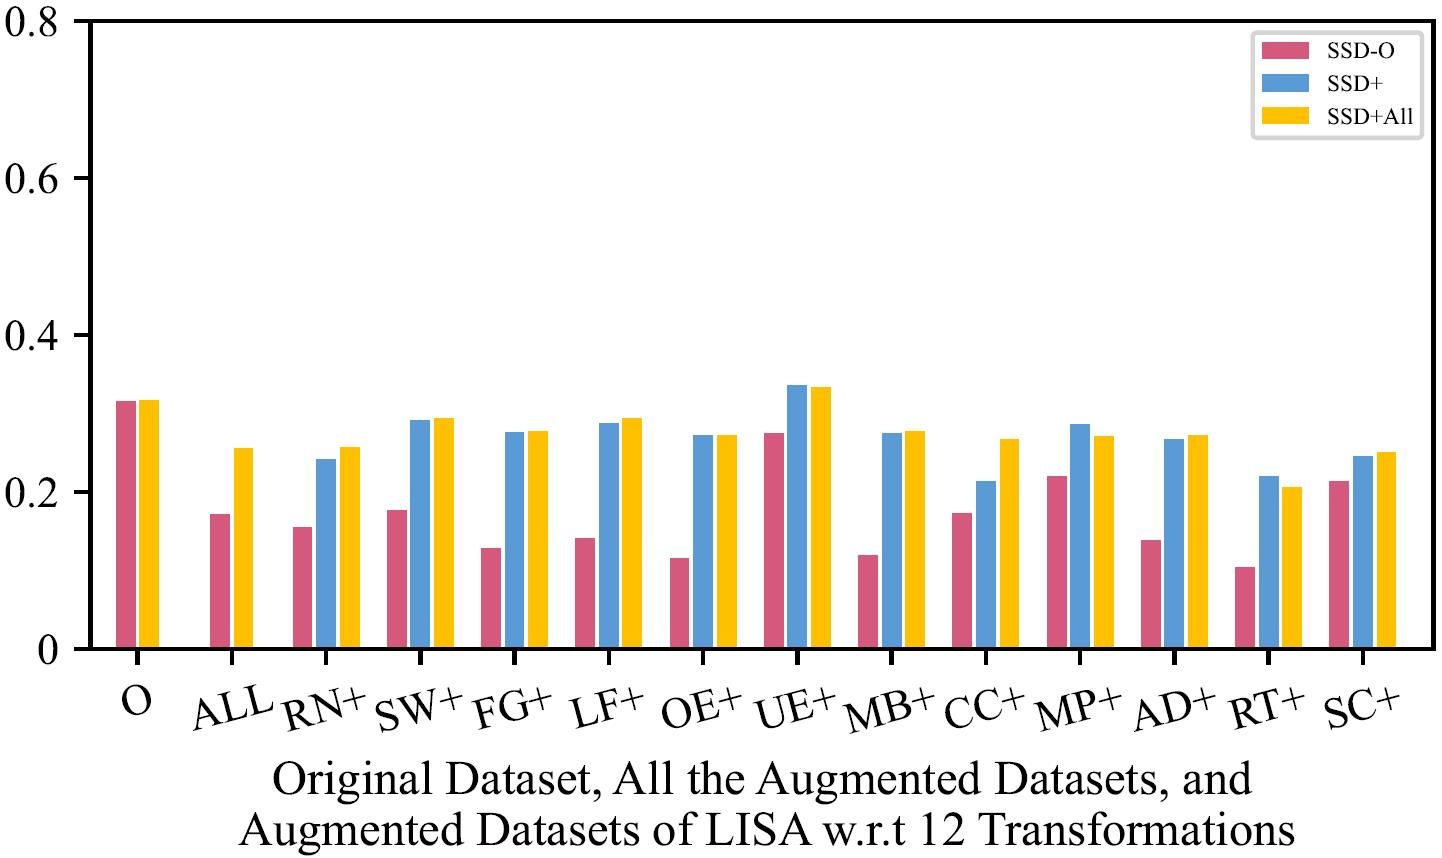 0.8
0.6
0.4
0.2
0
SSD-O
SSD+
SSD+All
O ALL RN+ SW+ FG+ LF+ OE+ UE+ MB+ CC+ MP+ AD+ RT+ SC+
Original Dataset, All the Augmented Datasets, and
Augmented Datasets of LISA w.r.t 12 Transformations